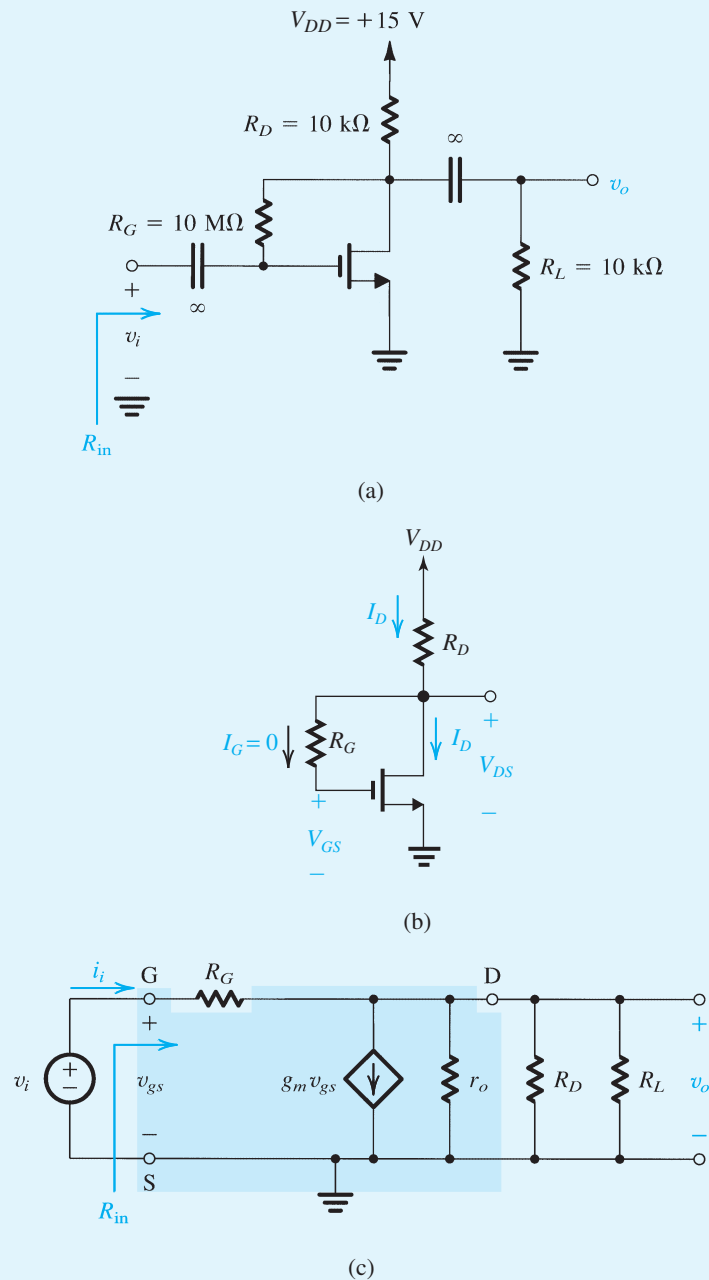 V_DD = +15 V
R_D = 10 kΩ
∞
v_o
R_G = 10 MΩ
R_L = 10 kΩ
+
∞
v_i
−
R_in
(a)
V_DD
I_D
R_D
+
I_G = 0
R_G
I_D
V_DS
+
−
V_GS
−
(b)
i_i
G
R_G
D
+
+
+
−
v_i
v_gs
g_m v_gs
r_o
R_D
R_L
v_o
−
−
S
R_in
(c)